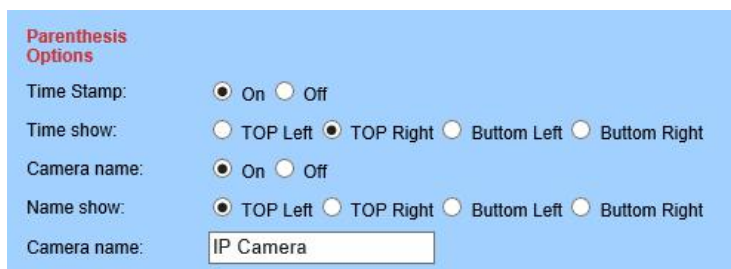 Parenthesis
Options
Time Stamp: On Off
Time show: TOP Left TOP Right Buttom Left Buttom Right
Camera name: On Off
Name show: TOP Left TOP Right Buttom Left Buttom Right
Camera name: IP Camera